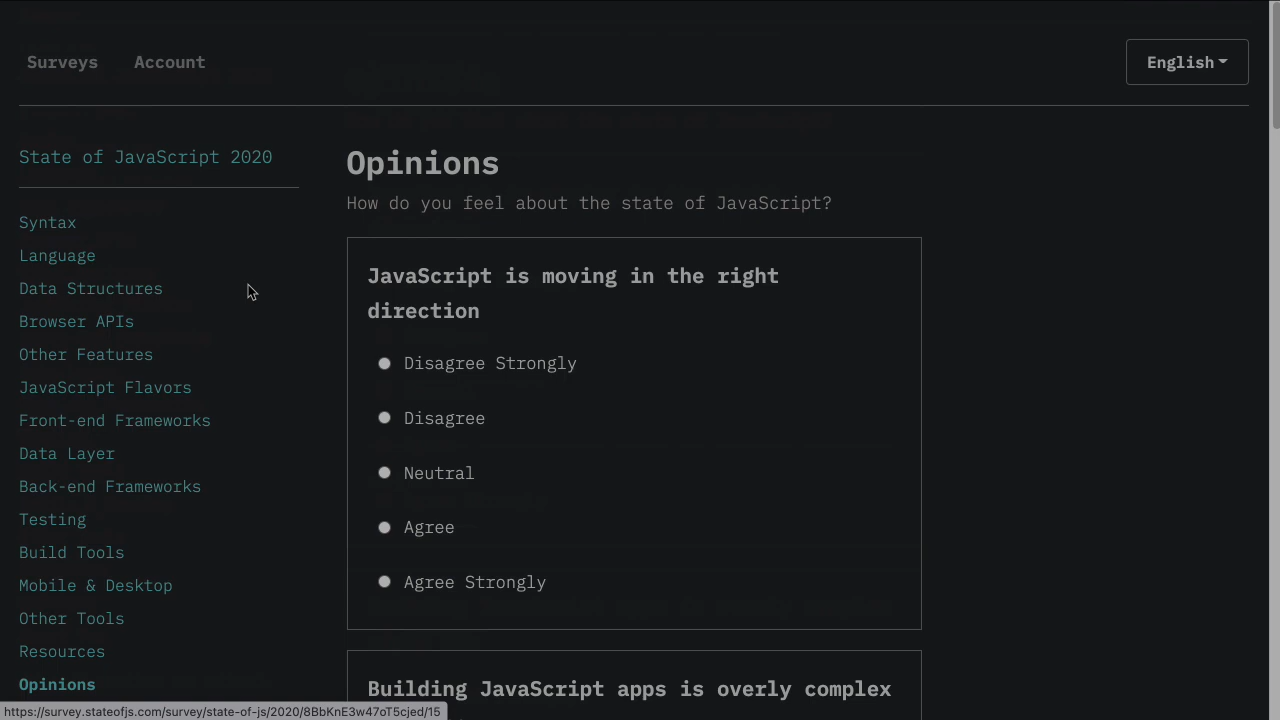 Surveys
Account
English
State of JavaScript 2020
Syntax
Language
Data Structures
Browser APIs
Other Features
JavaScript Flavors
Front-end Frameworks
Data Layer
Back-end Frameworks
Testing
Build Tools
Mobile & Desktop
Other Tools
Resources
Opinions
Opinions
How do you feel about the state of JavaScript?
JavaScript is moving in the right
direction
Disagree Strongly
Disagree
Neutral
Agree
Agree Strongly
Building JavaScript apps is overly complex
https://survey.stateofjs.com/survey/state-of-js/2020/8BbKnE3w47oT5cjed/15